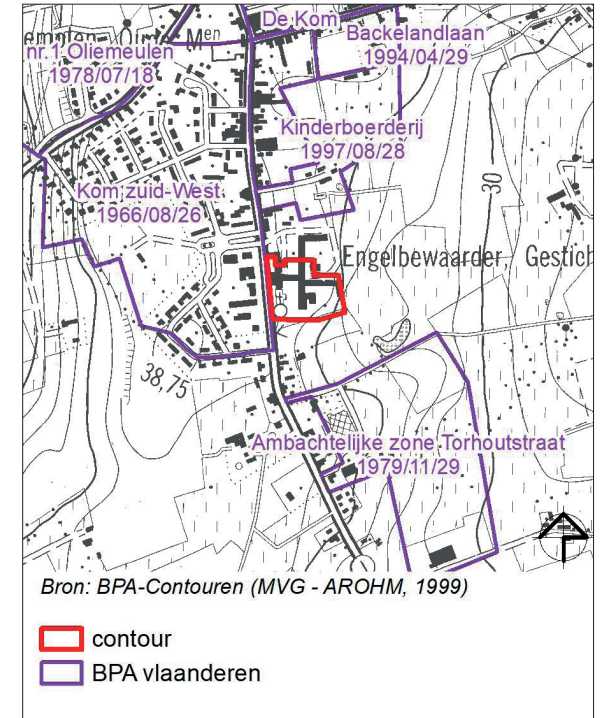 De Kom
Backelandlaan
1994/04/29
nr.1 Oliemeulen
1978/07/18
Kinderboerderij
1997/08/28
Kom zuid-West
1966/08/26
30
Engelbewaarder, Gesticht
38,75
Ambachtelijke zone Torhoutstraat
1979/11/29
Bron: BPA-Contouren (MVG - AROHM, 1999)
contour
BPA vlaanderen